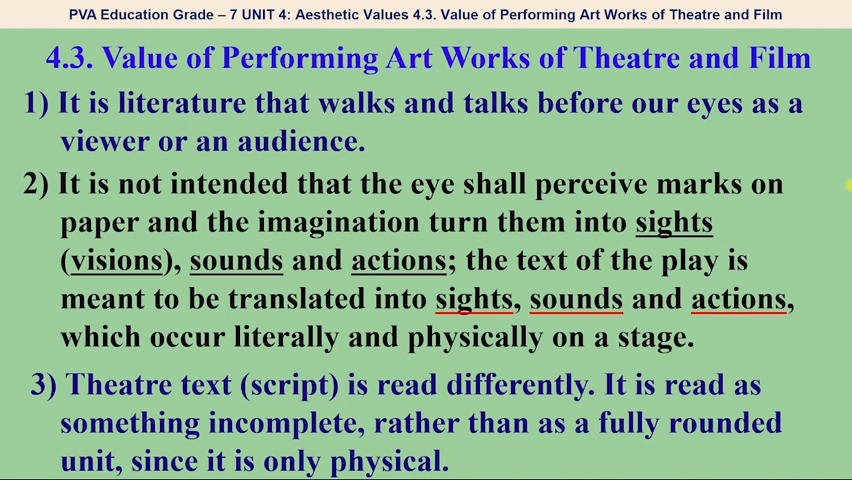 PVA Education Grade – 7 UNIT 4: Aesthetic Values 4.3. Value of Performing Art Works of Theatre and Film
4.3. Value of Performing Art Works of Theatre and Film
1) It is literature that walks and talks before our eyes as a
viewer or an audience.
2) It is not intended that the eye shall perceive marks on
paper and the imagination turn them into sights
(visions), sounds and actions; the text of the play is
meant to be translated into sights, sounds and actions,
which occur literally and physically on a stage.
3) Theatre text (script) is read differently. It is read as
something incomplete, rather than as a fully rounded
unit, since it is only physical.